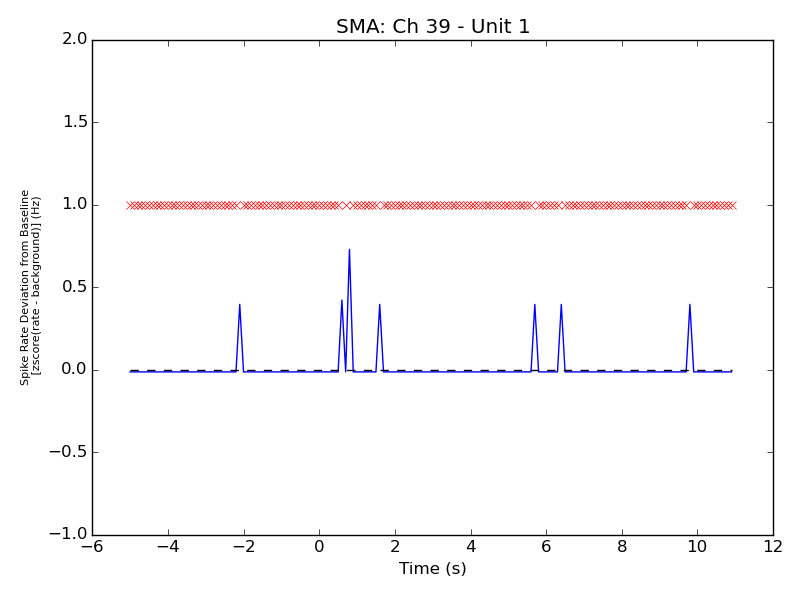 SMA: Ch 39 - Unit 1
2.0
1.5
1.0
0.5
0.0
−0.5
−1.0
Spike Rate Deviation from Baseline
[zscore(rate - background)] (Hz)
−6 −4 −2 0 2 4 6 8 10 12
Time (s)